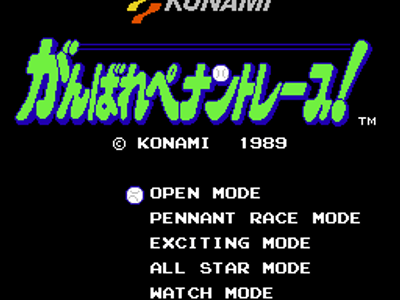 KONAMI
がんばれペナントレース!™
© KONAMI 1989
OPEN MODE
PENNANT RACE MODE
EXCITING MODE
ALL STAR MODE
WATCH MODE